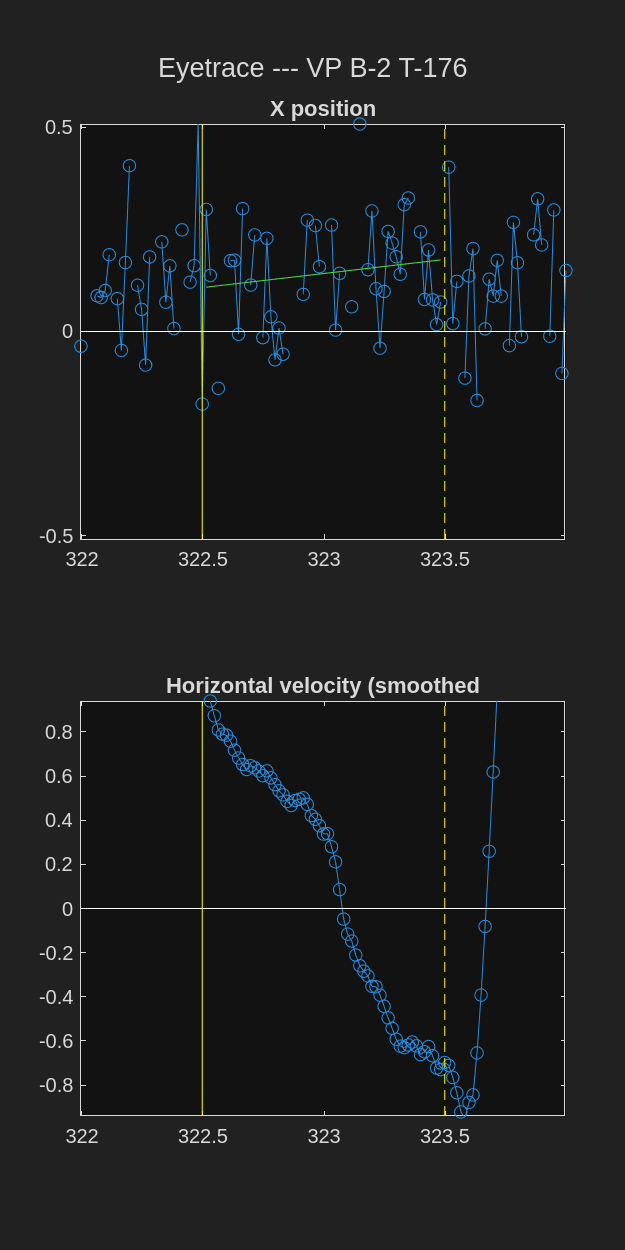 Eyetrace --- VP B-2 T-176
X position
0.5
0
-0.5
322 322.5 323 323.5
Horizontal velocity (smoothed
0.8
0.6
0.4
0.2
0
-0.2
-0.4
-0.6
-0.8
322 322.5 323 323.5